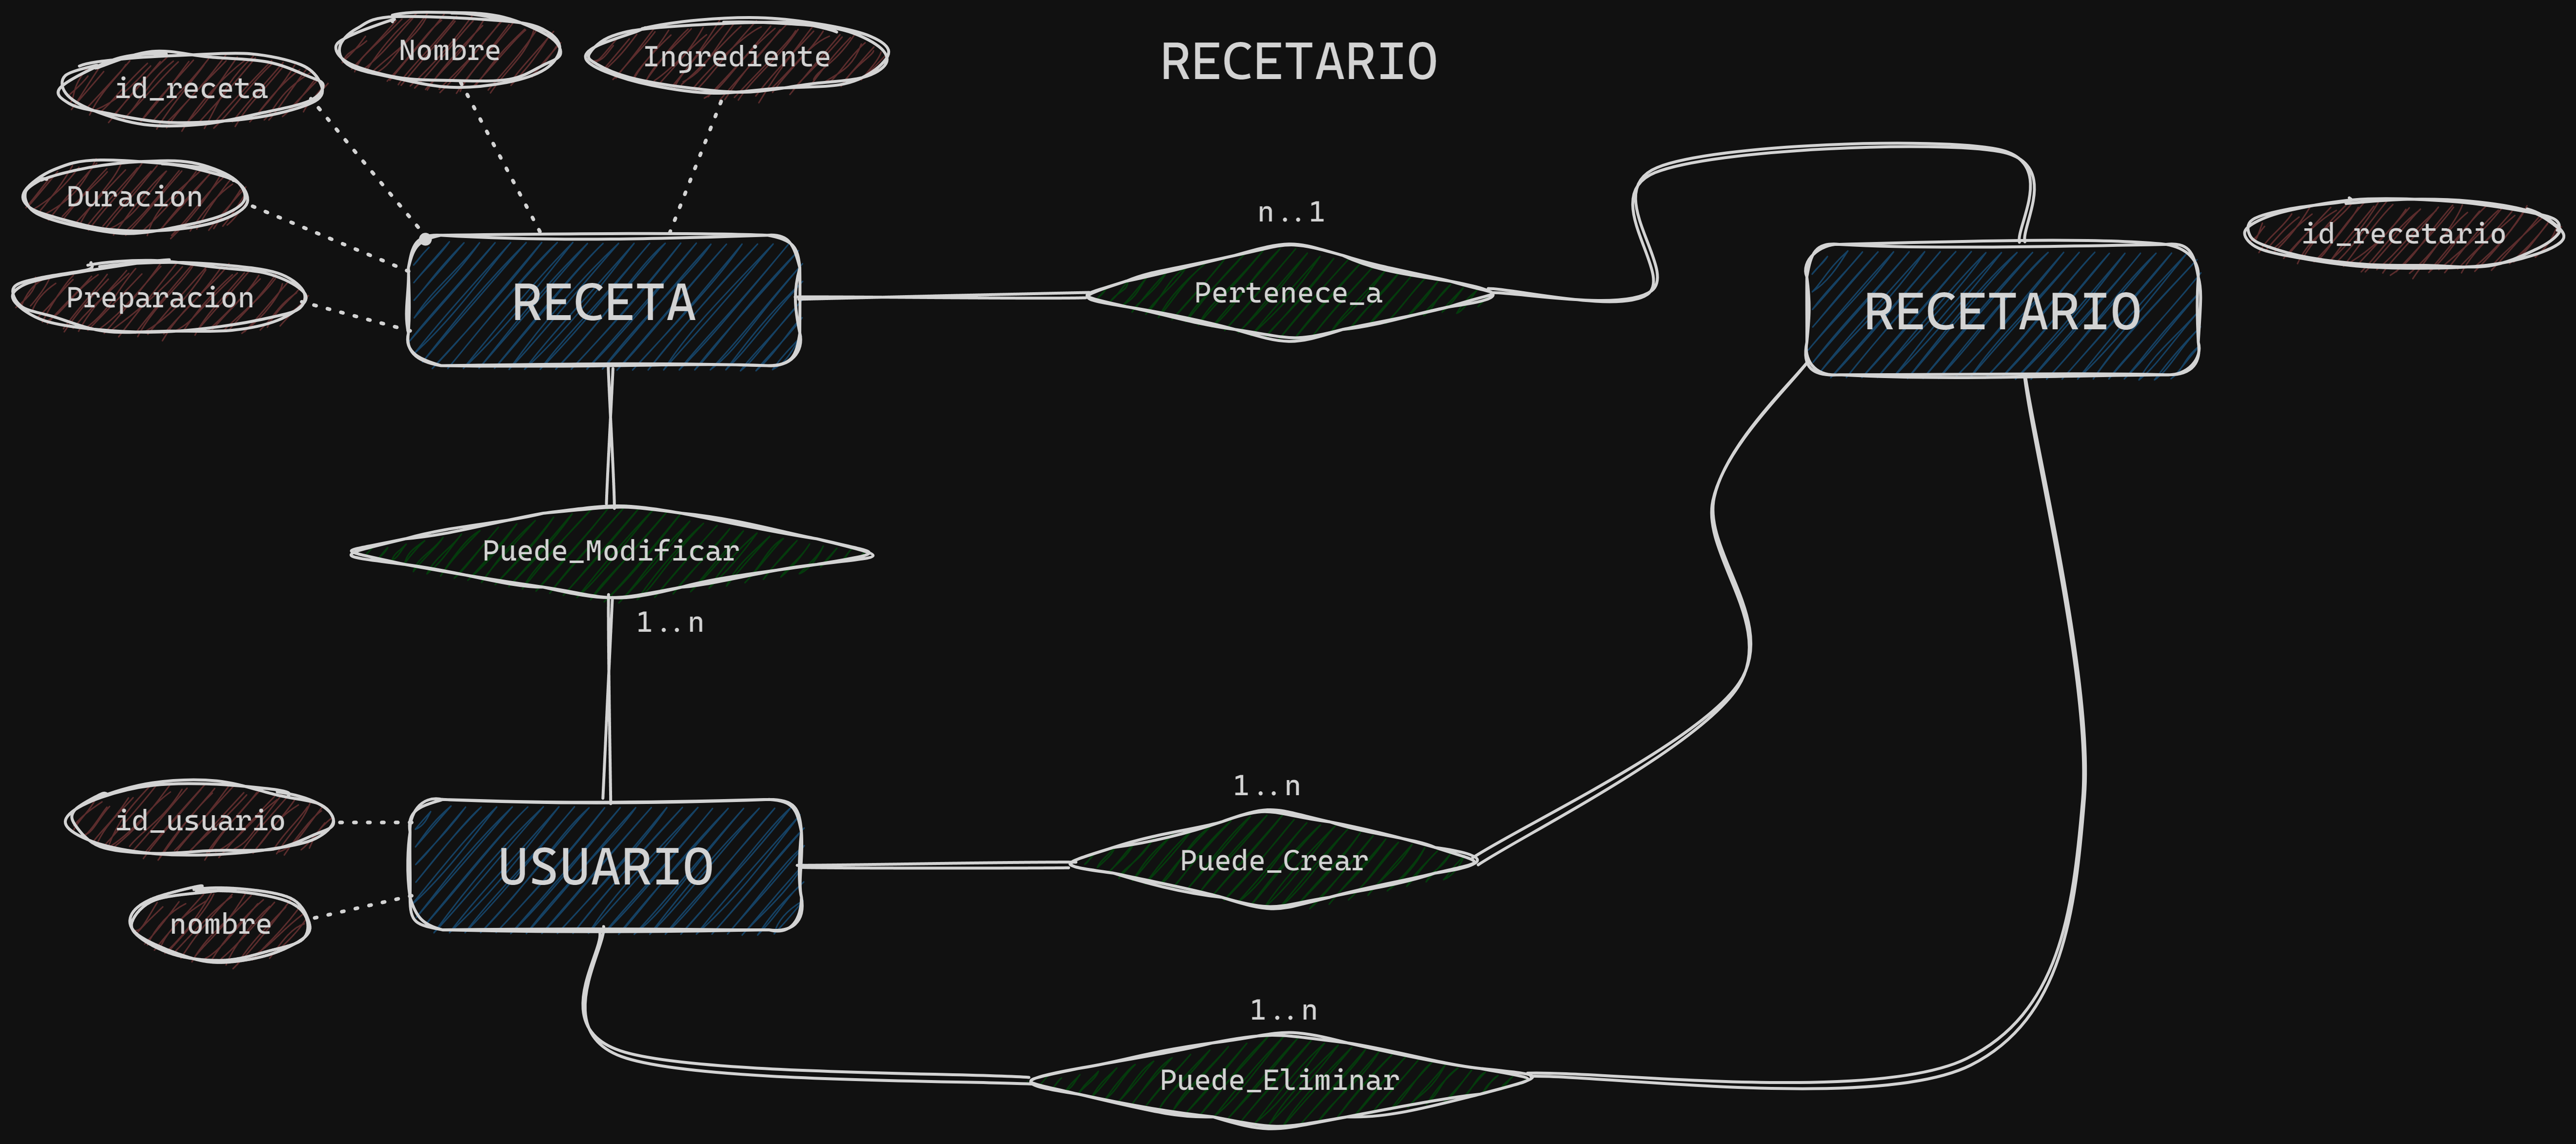 RECETARIO
Nombre
Ingrediente
id_receta
Duracion
Preparacion
RECETA
n..1
Pertenece_a
RECETARIO
id_recetario
Puede_Modificar
1..n
id_usuario
nombre
USUARIO
1..n
Puede_Crear
1..n
Puede_Eliminar